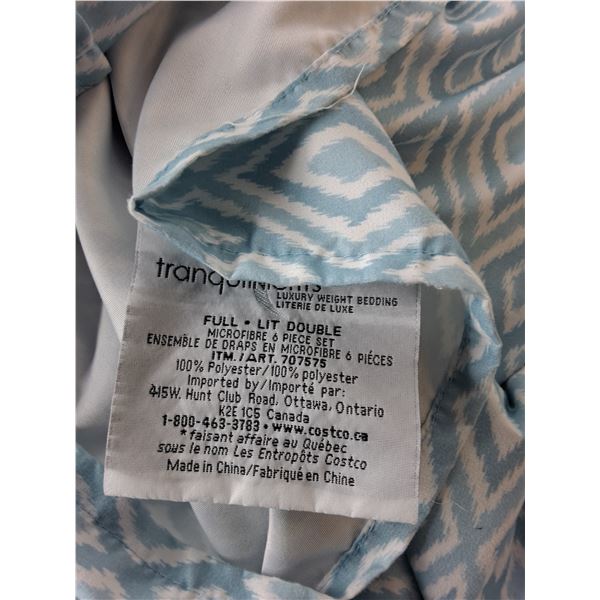 tranquilNights
LUXURY WEIGHT BEDDING
LITERIE DE LUXE
FULL • LIT DOUBLE
MICROFIBRE 6 PIECE SET
ENSEMBLE DE DRAPS EN MICROFIBRE 6 PIÉCES
ITM./ART. 707575
100% Polyester/100% polyester
Imported by/Importé par:
415W. Hunt Club Road, Ottawa, Ontario
K2E 1C5 Canada
1-800-463-3783 • www.costco.ca
* faisant affaire au Québec
sous le nom Les Entropôts Costco
Made in China/Fabriqué en Chine